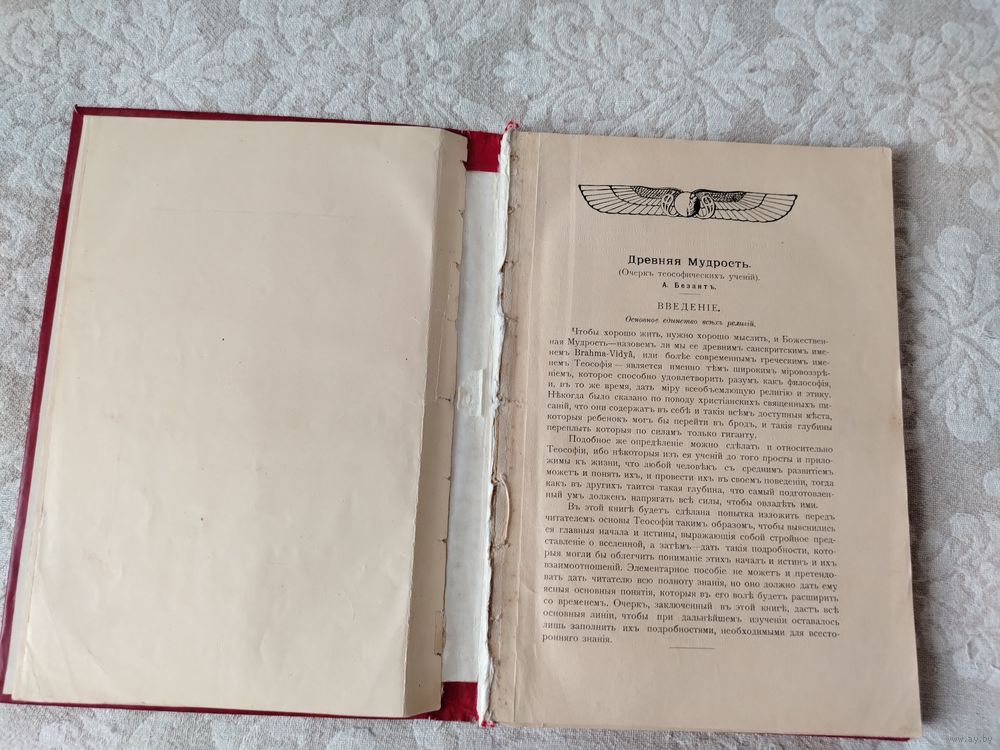 Древняя Мудрость.
(Очеркъ теософическихъ ученій).
А. Безантъ.
ВВЕДЕНІЕ.
Основное единство всѣхъ религій.
Чтобы хорошо жить, нужно хорошо мыслить, и Божествен-
ная Мудрость—назовемъ ли мы ее древнимъ санскритскимъ име-
немъ Brahma-Vidyā, или болѣе современнымъ греческимъ име-
немъ Теософія—является именно тѣмъ широкимъ міровоззрѣ-
ніемъ, которое способно удовлетворить разумъ какъ философія,
и, въ то же время, дать міру всеобъемлющую религію и этику.
Нѣкогда было сказано по поводу христіанскихъ священныхъ пи-
саній, что они содержатъ въ себѣ и такія всѣмъ доступныя мѣста,
которыя ребенокъ могъ бы перейти въ бродъ, и такія глубины
переплыть которыя по силамъ только гиганту.
Подобное же опредѣленіе можно сдѣлать и относительно
Теософіи, ибо нѣкоторыя изъ ея ученій до того просты и прило-
жимы къ жизни, что любой человѣкъ съ среднимъ развитіемъ
можетъ и понять ихъ, и провести ихъ въ своемъ поведеніи, тогда
какъ въ другихъ таится такая глубина, что самый подготовлен-
ный умъ долженъ напрягать всѣ силы, чтобы овладѣть ими.
Въ этой книгѣ будетъ сдѣлана попытка изложить передъ
читателемъ основы Теософіи такимъ образомъ, чтобы выяснились
ея главныя начала и истины, выражающія собой стройное пред-
ставленіе о вселенной, а затѣмъ—дать такія подробности, кото-
рыя могли бы облегчить пониманіе этихъ началъ и истинъ и ихъ
взаимоотношеній. Элементарное пособіе не можетъ и претендо-
вать дать читателю всю полноту знанія, но оно должно дать ему
ясныя основныя понятія, которыя въ его волѣ будетъ расширить
со временемъ. Очеркъ, заключенный въ этой книгѣ, дастъ всѣ
основныя линіи, чтобы при дальнѣйшемъ изученіи оставалось
лишь заполнить ихъ подробностями, необходимыми для всесто-
ронняго знанія.
www.ay.by